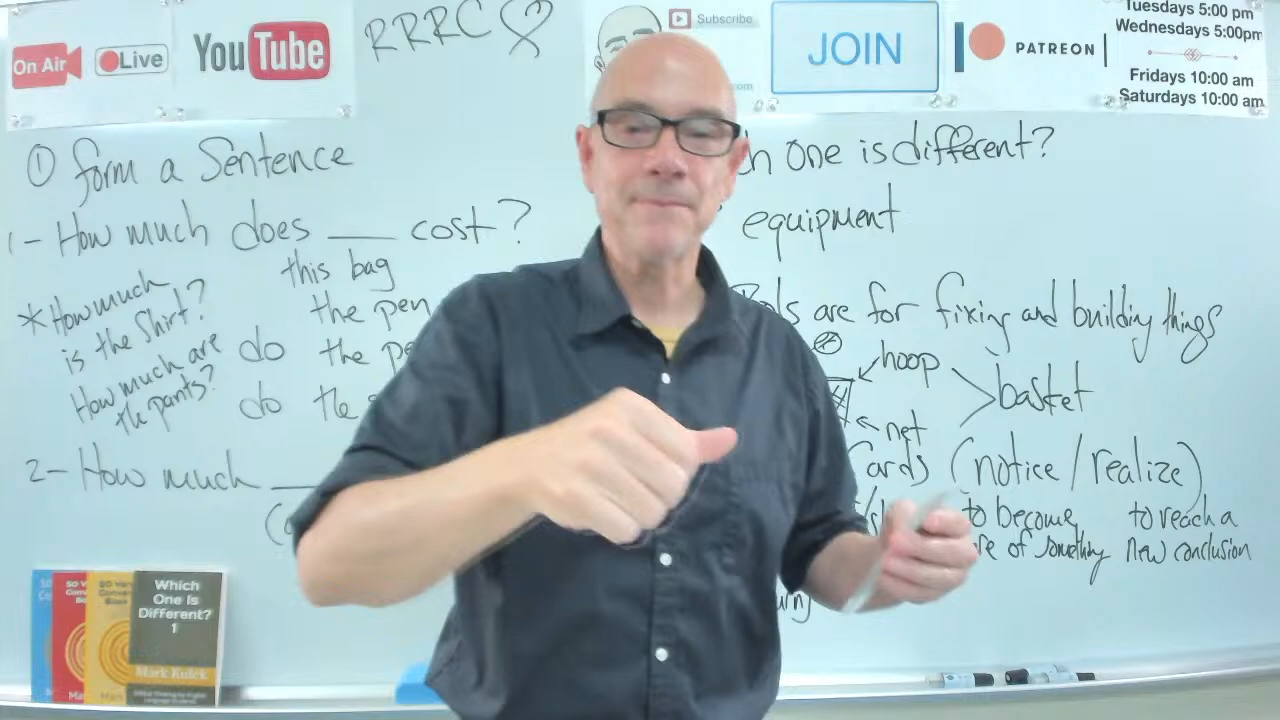 On Air
Live
YouTube
RRRC
Subscribe
JOIN
PATREON
Tuesdays 5:00 pm
Wednesdays 5:00pm
Fridays 10:00 am
Saturdays 10:00 am
① form a Sentence
1- How much does ___ cost?
this bag
the pen
do the
do the
*How much
is the shirt?
How much are
the pants?
2- How much
one is different?
equipment
are for fixing and building things
hoop
net
basket
(notice/realize)
to become
of something
to reach a
new conclusion
Which
One Is
Different?
1
Mark Kulek